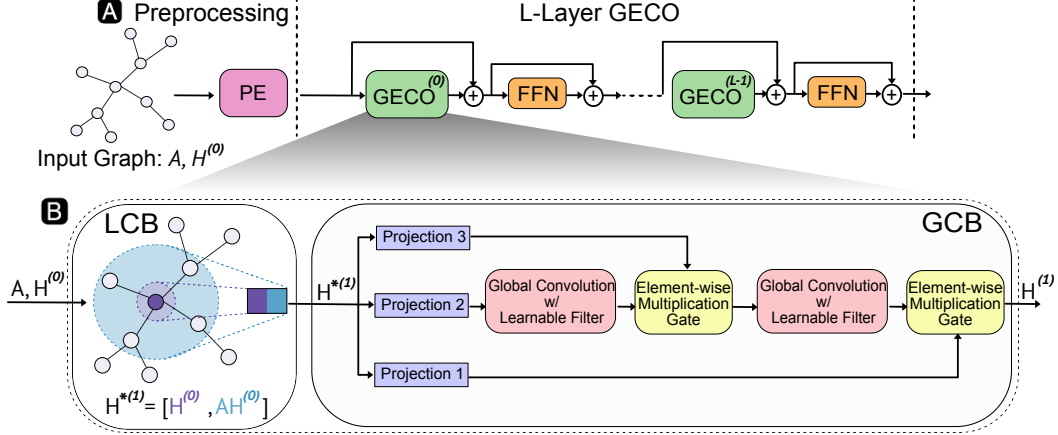 A Preprocessing
L-Layer GECO
PE
GECO(0)
+
FFN
+
GECO(L-1)
+
FFN
+
Input Graph: A, H(0)
B
LCB
GCB
A, H(0)
H*(1)
Projection 3
Projection 2
Projection 1
Global Convolution
w/
Learnable Filter
Element-wise
Multiplication
Gate
Global Convolution
w/
Learnable Filter
Element-wise
Multiplication
Gate
H(1)
H*(1)= [H(0) ,AH(0)]